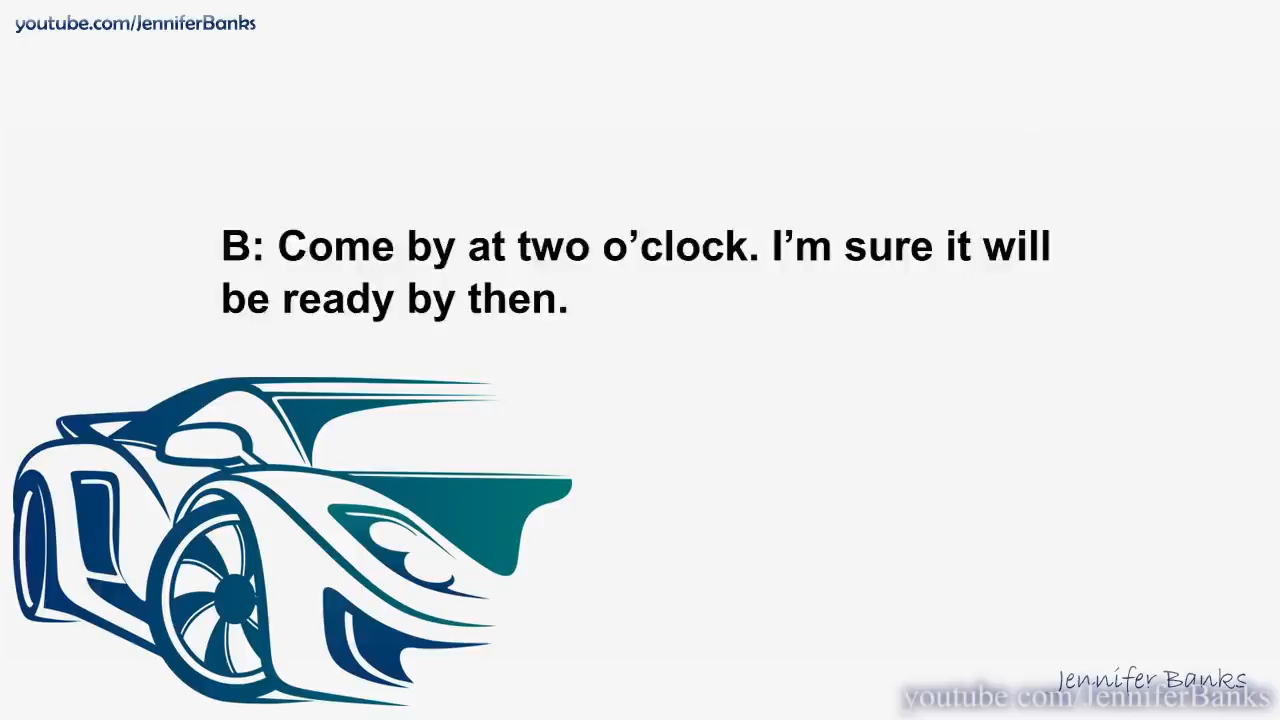 youtube.com/JenniferBanks
B: Come by at two o’clock. I’m sure it will
be ready by then.
Jennifer Banks
youtube com/JenniferBanks